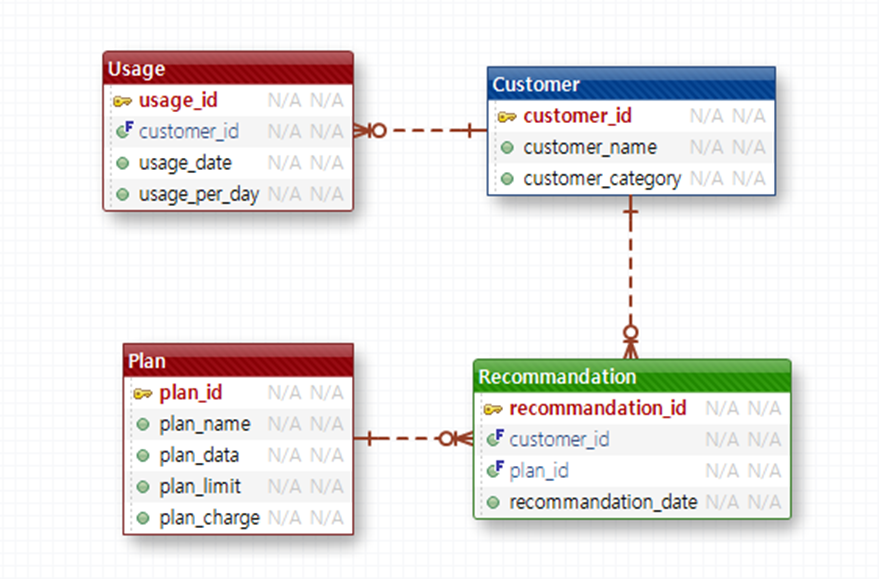 Usage
usage_id N/A N/A
customer_id N/A N/A
usage_date N/A N/A
usage_per_day N/A N/A
Customer
customer_id N/A N/A
customer_name N/A N/A
customer_category N/A N/A
Plan
plan_id N/A N/A
plan_name N/A N/A
plan_data N/A N/A
plan_limit N/A N/A
plan_charge N/A N/A
Recommandation
recommandation_id N/A N/A
customer_id N/A N/A
plan_id N/A N/A
recommandation_date N/A N/A